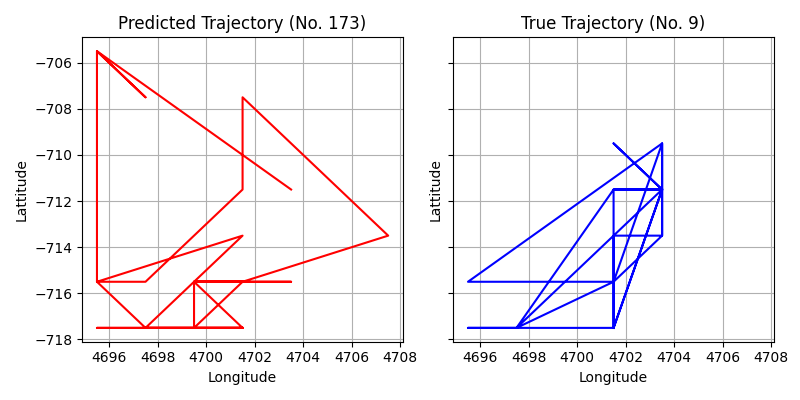 Predicted Trajectory (No. 173)
True Trajectory (No. 9)
Lattitude
−706
−708
−710
−712
−714
−716
−718
4696 4698 4700 4702 4704 4706 4708
Longitude
Lattitude
4696 4698 4700 4702 4704 4706 4708
Longitude